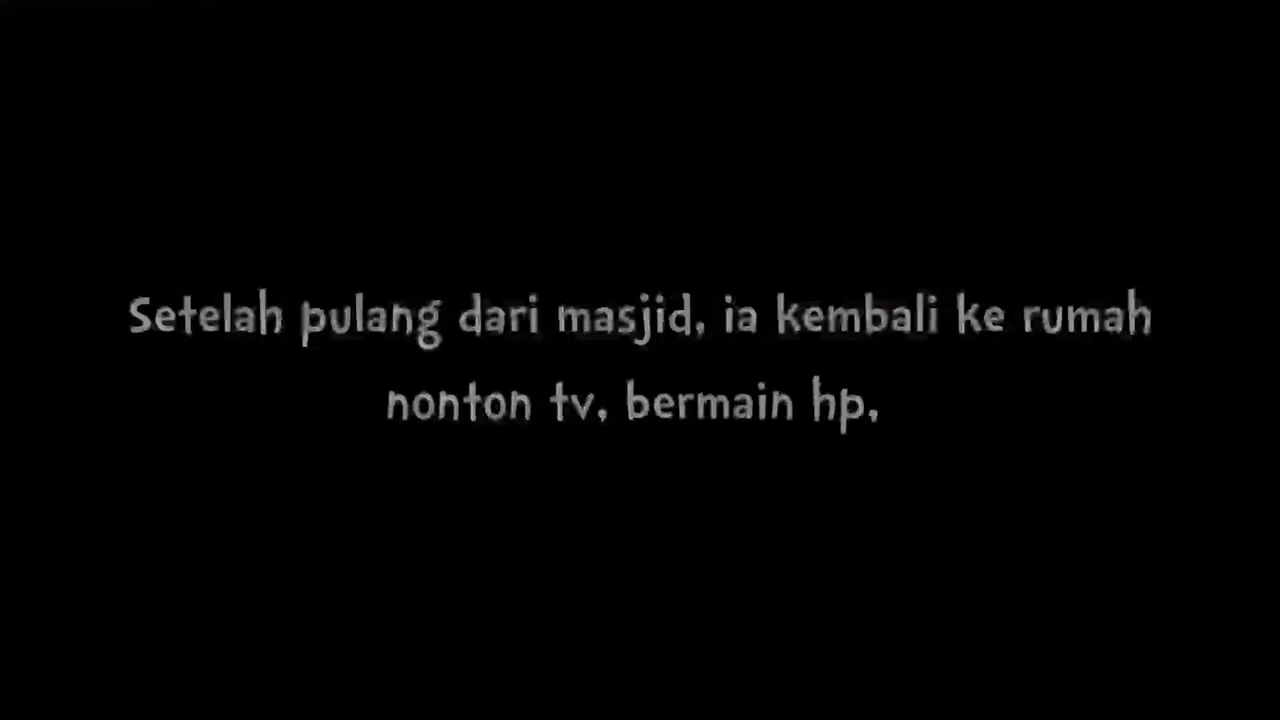 Setelah pulang dari masjid, ia kembali ke rumah
nonton tv, bermain hp,